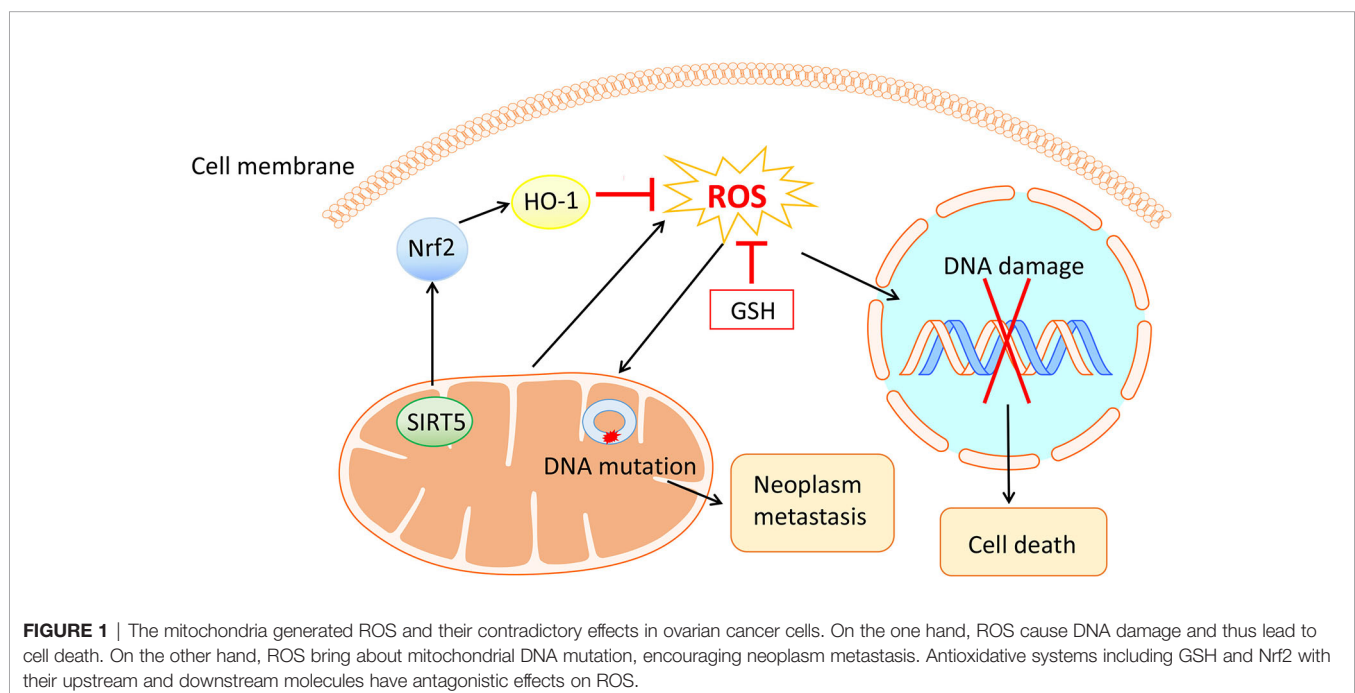 Cell membrane
HO-1
ROS
Nrf2
GSH
DNA damage
SIRT5
DNA mutation
Neoplasm
metastasis
Cell death
FIGURE 1 | The mitochondria generated ROS and their contradictory effects in ovarian cancer cells. On the one hand, ROS cause DNA damage and thus lead to
cell death. On the other hand, ROS bring about mitochondrial DNA mutation, encouraging neoplasm metastasis. Antioxidative systems including GSH and Nrf2 with
their upstream and downstream molecules have antagonistic effects on ROS.